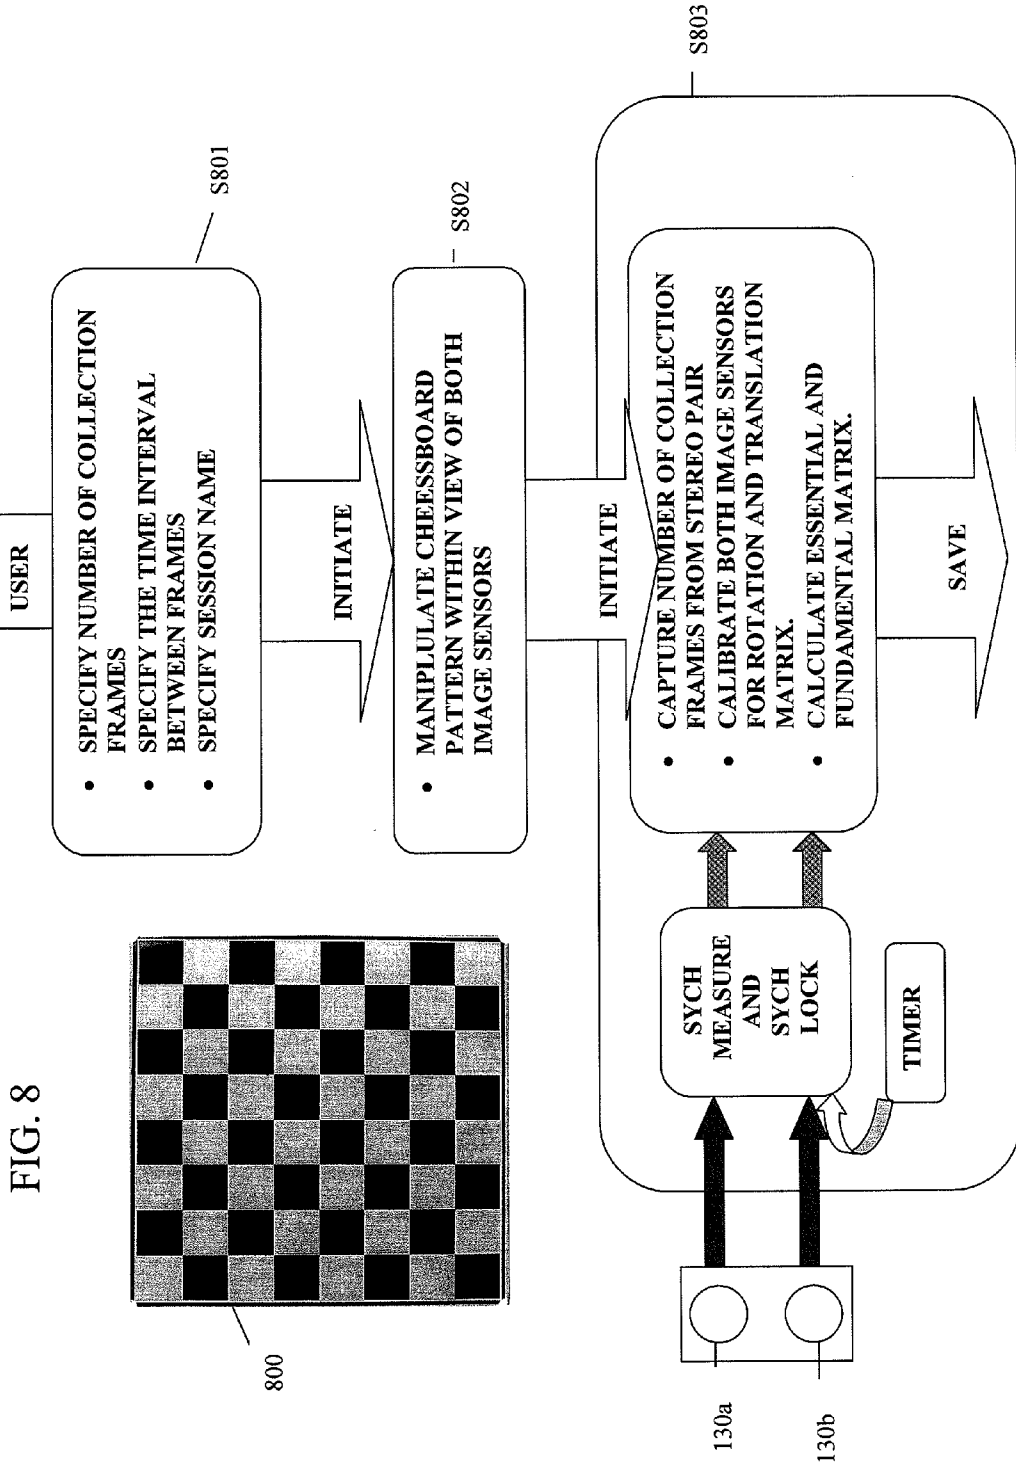 FIG. 8
USER
SPECIFY NUMBER OF COLLECTION
FRAMES
SPECIFY THE TIME INTERVAL
BETWEEN FRAMES
SPECIFY SESSION NAME
S801
INITIATE
800
MANIPLULATE CHEESSBOARD
PATTERN WITHIN VIEW OF BOTH
IMAGE SENSORS
S802
INITIATE
S803
130a
130b
SYCH
MEASURE
AND
SYCH
LOCK
TIMER
CAPTURE NUMBER OF COLLECTION
FRAMES FROM STEREO PAIR
CALIBRATE BOTH IMAGE SENSORS
FOR ROTATION AND TRANSLATION
MATRIX.
CALCULATE ESSENTIAL AND
FUNDAMENTAL MATRIX.
SAVE